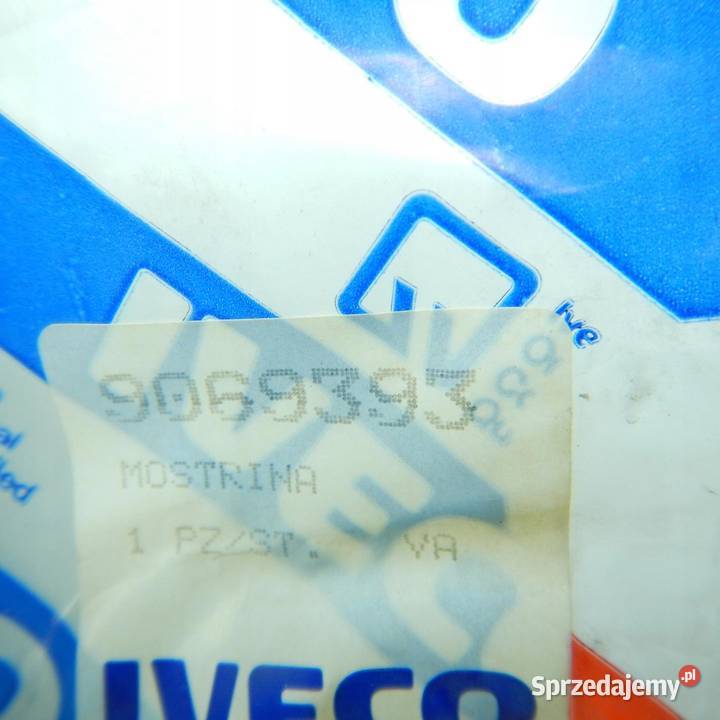 9069393
MOSTRINA
1 PZ/ST. VA
IVECO
Sprzedajemy.pl